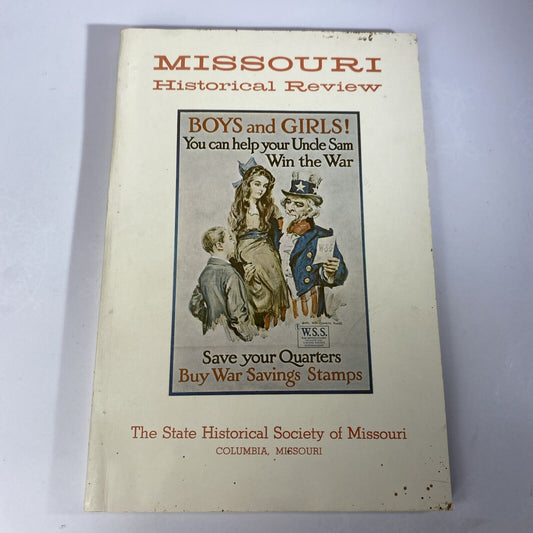 MISSOURI
Historical Review
BOYS and GIRLS!
You can help your Uncle Sam
Win the War
W.S.S.
Save your Quarters
Buy War Savings Stamps
The State Historical Society of Missouri
COLUMBIA, MISSOURI